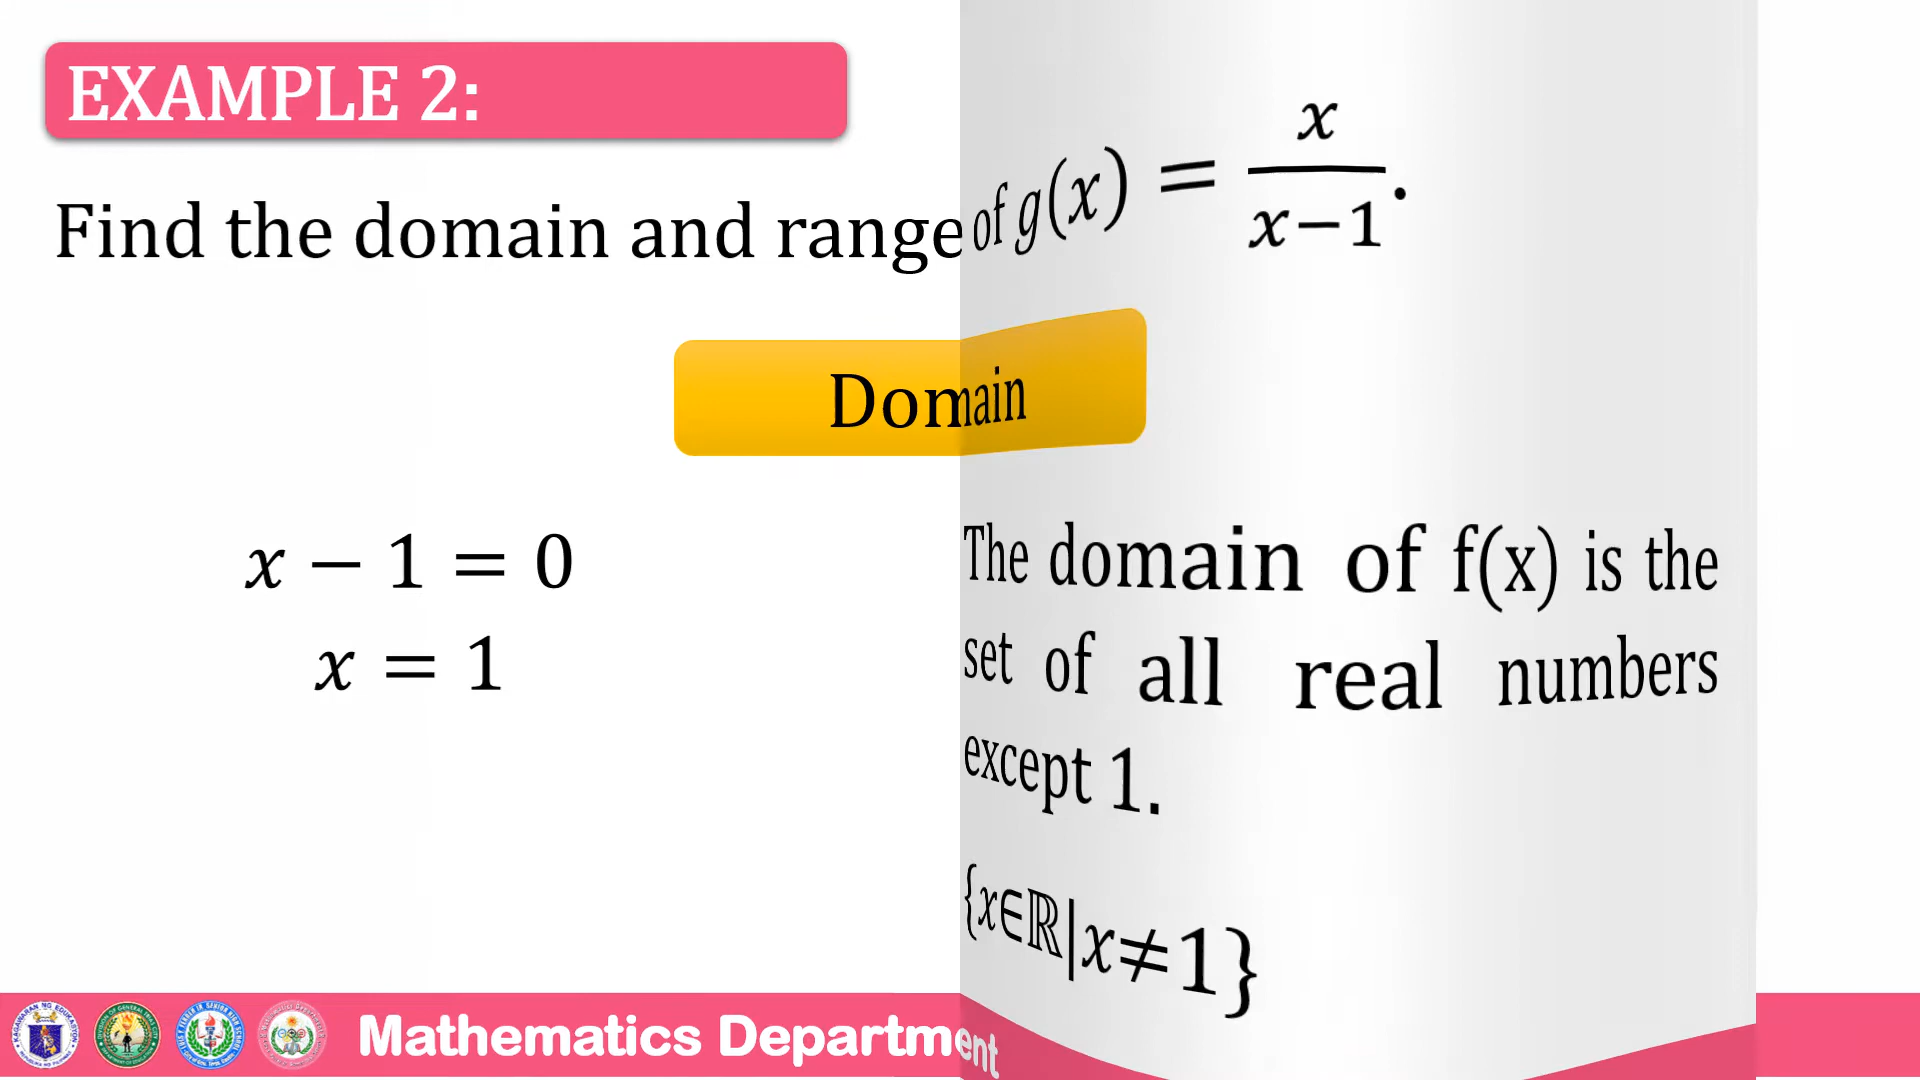 EXAMPLE 2:
Find the domain and range of g(x) = x/(x−1).
Domain
x − 1 = 0
x = 1
The domain of f(x) is the
set of all real numbers
except 1.
{x∈ℝ|x≠1}
Mathematics Department